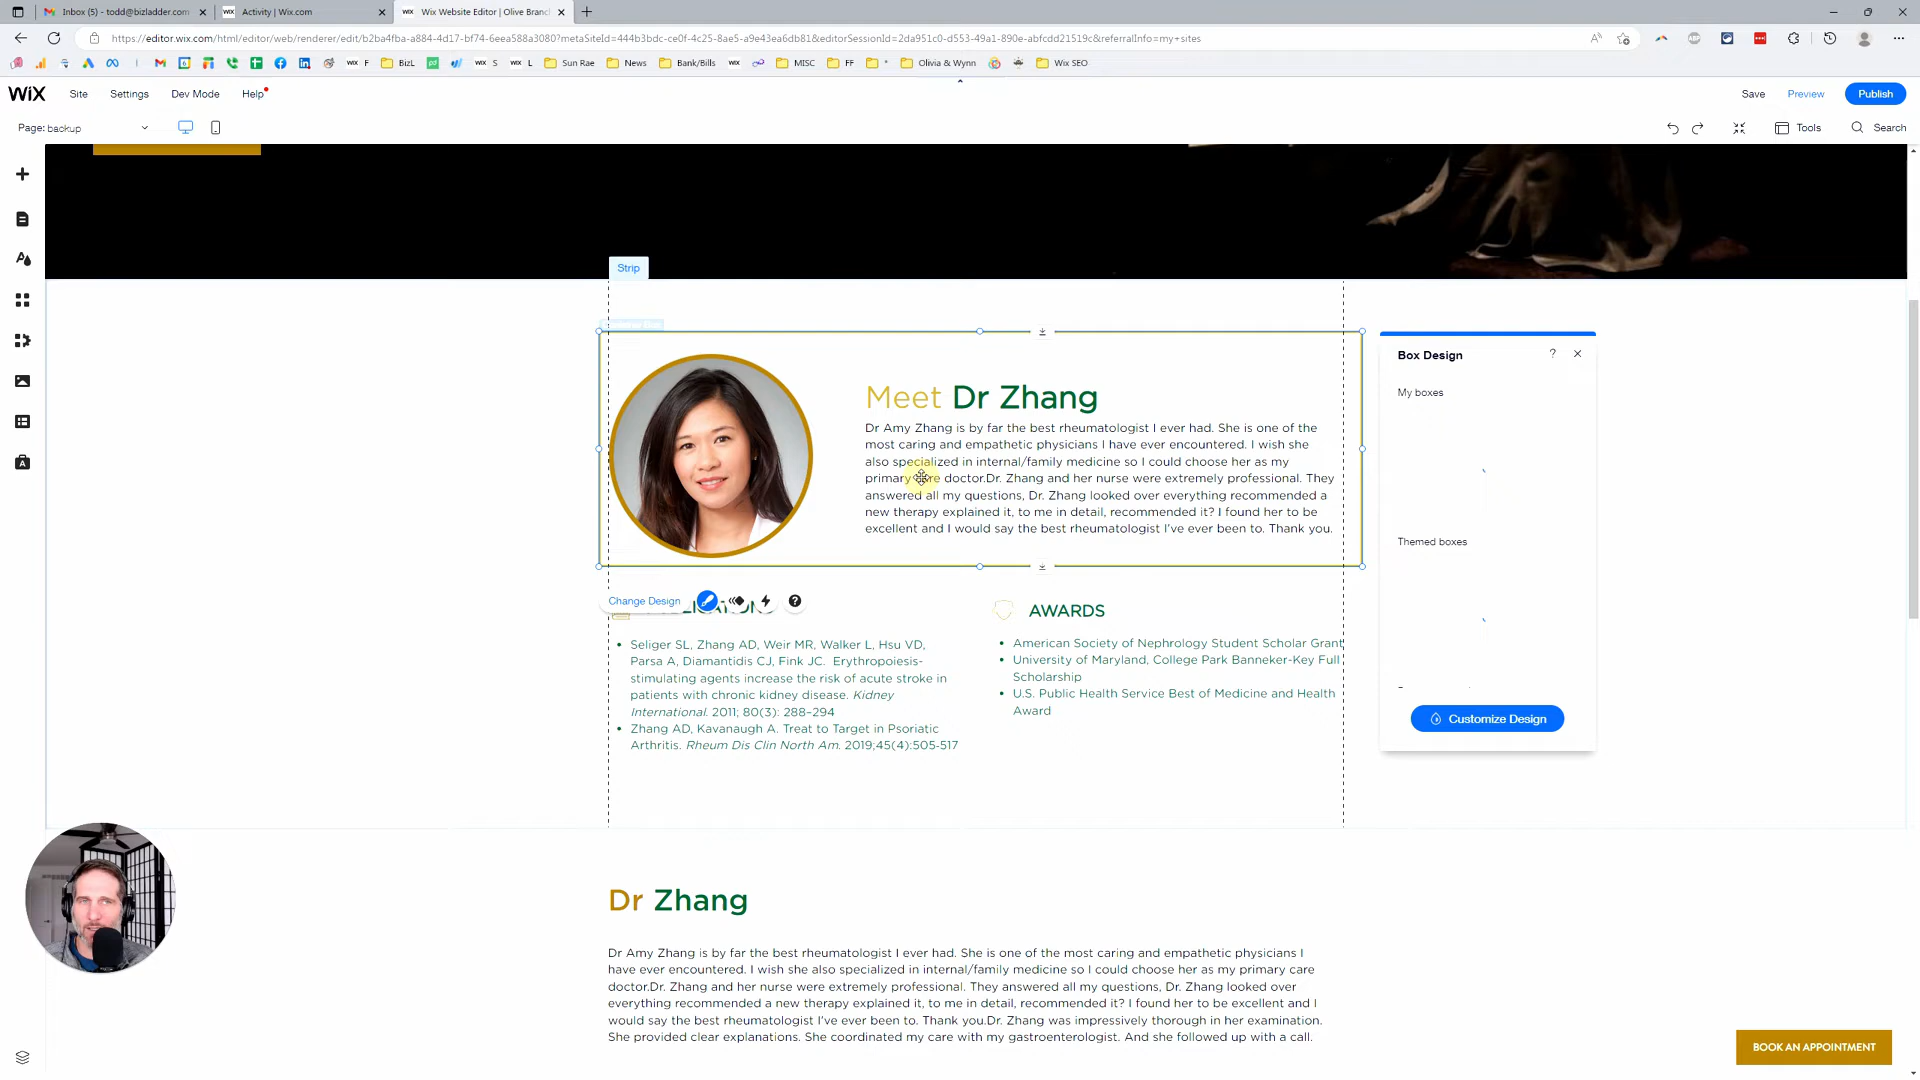 Inbox (5) - todd@bizladder.com
Activity | Wix.com
Wix Website Editor | Olive Branc
https://editor.wix.com/html/editor/web/renderer/edit/b2ba4fba-a884-4d17-bf74-6eea588a3080?metaSiteId=444b3bdc-ce0f-4c25-8ae5-a9e43ea6db81&editorSessionId=2da951c0-d553-49a1-890e-abfcdd21519c&referralInfo=my+sites
WIX F
BizL
WIX S
WIX L
Sun Rae
News
Bank/Bills
WIX
MISC
FF
*
Olivia & Wynn
Wix SEO
WIX
Site
Settings
Dev Mode
Help
Save
Preview
Publish
Page: backup
Tools
Search
Strip
Meet Dr Zhang
Dr Amy Zhang is by far the best rheumatologist I ever had. She is one of the
most caring and empathetic physicians I have ever encountered. I wish she
also specialized in internal/family medicine so I could choose her as my
primary care doctor.Dr. Zhang and her nurse were extremely professional. They
answered all my questions, Dr. Zhang looked over everything recommended a
new therapy explained it, to me in detail, recommended it? I found her to be
excellent and I would say the best rheumatologist I've ever been to. Thank you.
Box Design
?
My boxes
Themed boxes
Customize Design
Change Design
AWARDS
Seliger SL, Zhang AD, Weir MR, Walker L, Hsu VD,
Parsa A, Diamantidis CJ, Fink JC. Erythropoiesis-
stimulating agents increase the risk of acute stroke in
patients with chronic kidney disease. Kidney
International. 2011; 80(3): 288–294
Zhang AD, Kavanaugh A. Treat to Target in Psoriatic
Arthritis. Rheum Dis Clin North Am. 2019;45(4):505-517
American Society of Nephrology Student Scholar Grant
University of Maryland, College Park Banneker-Key Full
Scholarship
U.S. Public Health Service Best of Medicine and Health
Award
Dr Zhang
Dr Amy Zhang is by far the best rheumatologist I ever had. She is one of the most caring and empathetic physicians I
have ever encountered. I wish she also specialized in internal/family medicine so I could choose her as my primary care
doctor.Dr. Zhang and her nurse were extremely professional. They answered all my questions, Dr. Zhang looked over
everything recommended a new therapy explained it, to me in detail, recommended it? I found her to be excellent and I
would say the best rheumatologist I've ever been to. Thank you.Dr. Zhang was impressively thorough in her examination.
She provided clear explanations. She coordinated my care with my gastroenterologist. And she followed up with a call.
BOOK AN APPOINTMENT